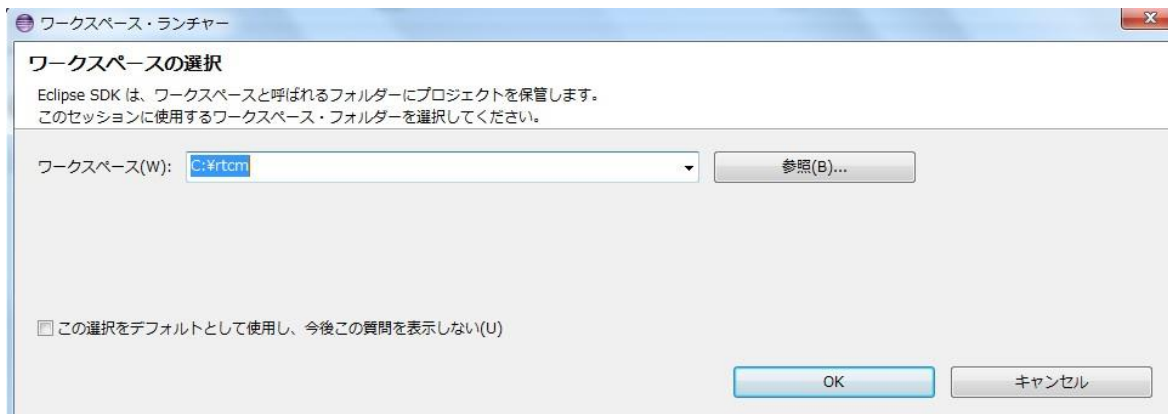 ワークスペース・ランチャー
ワークスペースの選択
Eclipse SDK は、ワークスペースと呼ばれるフォルダーにプロジェクトを保管します。
このセッションに使用するワークスペース・フォルダーを選択してください。
ワークスペース(W): C:¥rtcm 参照(B)...
この選択をデフォルトとして使用し、今後この質問を表示しない(U)
OK キャンセル